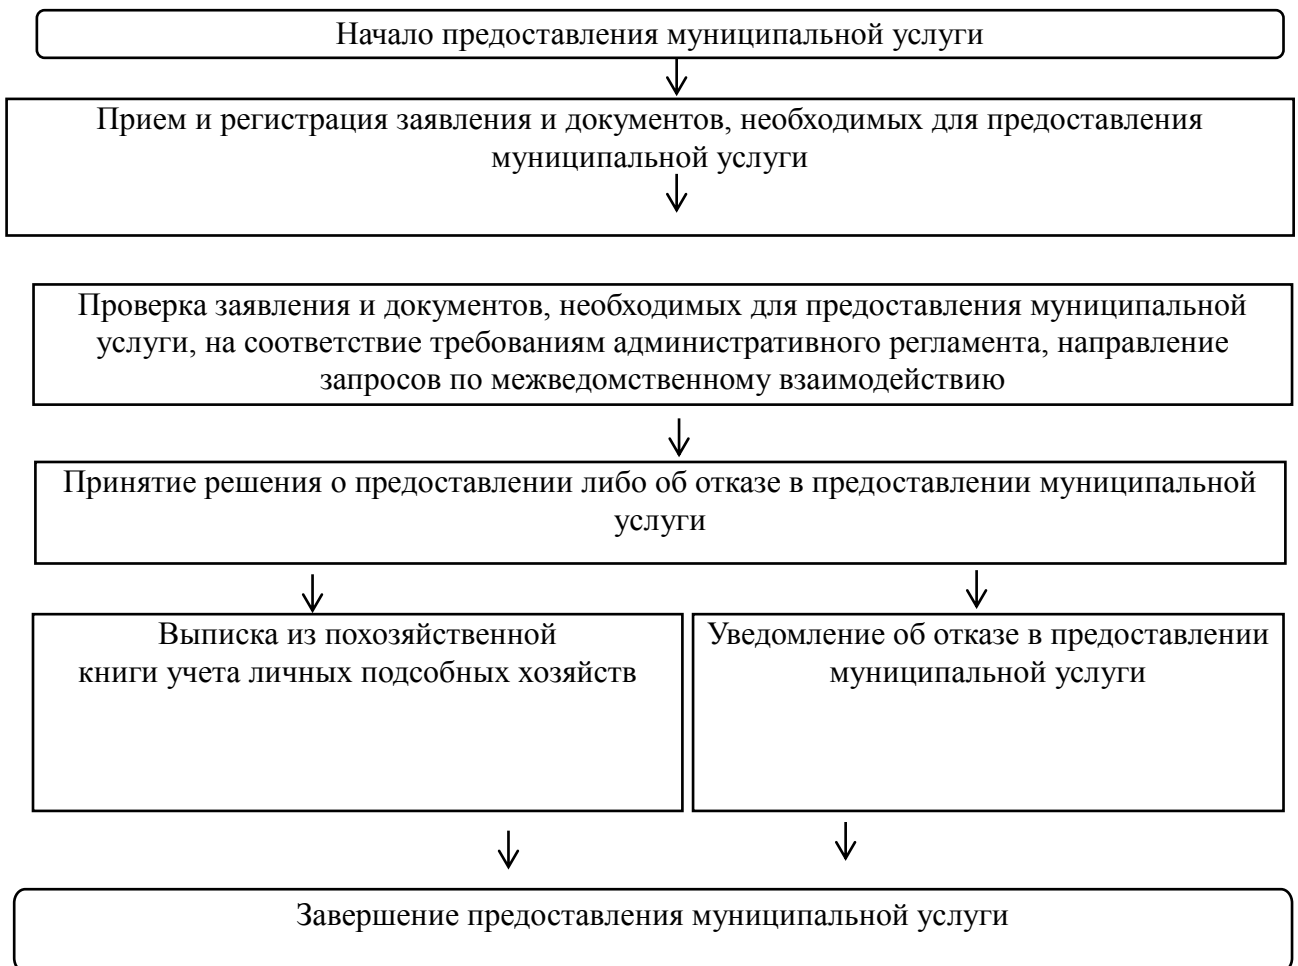 Начало предоставления муниципальной услуги
Прием и регистрация заявления и документов, необходимых для предоставления
муниципальной услуги
Проверка заявления и документов, необходимых для предоставления муниципальной
услуги, на соответствие требованиям административного регламента, направление
запросов по межведомственному взаимодействию
Принятие решения о предоставлении либо об отказе в предоставлении муниципальной
услуги
Выписка из похозяйственной
книги учета личных подсобных хозяйств
Уведомление об отказе в предоставлении
муниципальной услуги
Завершение предоставления муниципальной услуги